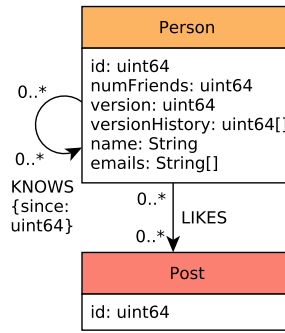 Person
id: uint64
numFriends: uint64
version: uint64
versionHistory: uint64[]
name: String
emails: String[]
0..*
0..*
KNOWS
{since:
uint64}
0..*
LIKES
0..*
Post
id: uint64